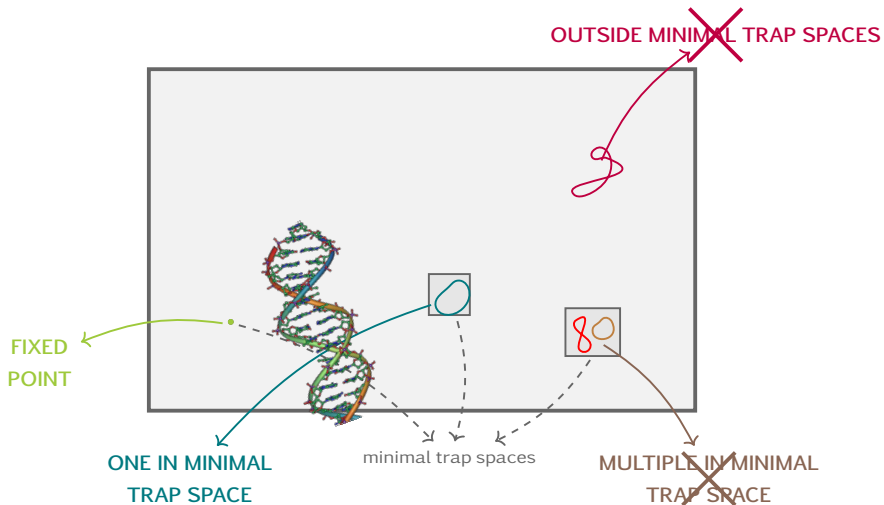 OUTSIDE MINIMAL TRAP SPACES
FIXED
POINT
ONE IN MINIMAL
TRAP SPACE
minimal trap spaces
MULTIPLE IN MINIMAL
TRAP SPACE